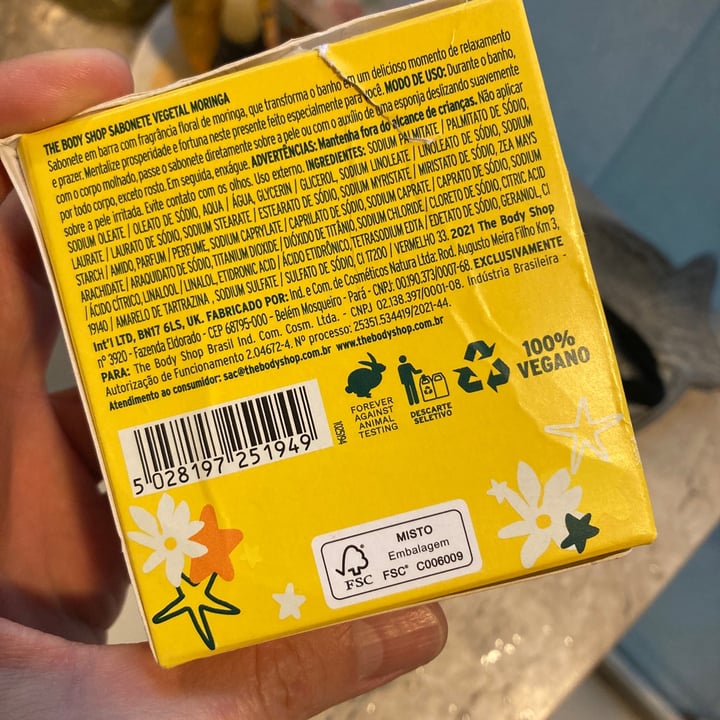 THE BODY SHOP SABONETE VEGETAL MORINGA
Sabonete em barra com fragrância floral de moringa, que transforma o banho em um delicioso momento de relaxamento
e prazer. Mentalize prosperidade e fortuna neste presente feito especialmente para você. MODO DE USO: Durante o banho,
com o corpo molhado, passe o sabonete diretamente sobre a pele ou com o auxílio de uma esponja deslizando suavemente
por todo corpo, exceto rosto. Em seguida, enxágue. ADVERTÊNCIAS: Mantenha fora do alcance de crianças. Não aplicar
sobre a pele irritada. Evite contato com os olhos. Uso externo. INGREDIENTES: SODIUM PALMITATE / PALMITATO DE SÓDIO,
SODIUM OLEATE / OLEATO DE SÓDIO, AQUA / ÁGUA, GLYCERIN / GLICEROL, SODIUM LINOLEATE / LINOLEATO DE SÓDIO, SODIUM
LAURATE / LAURATO DE SÓDIO, SODIUM STEARATE / ESTEARATO DE SÓDIO, SODIUM MYRISTATE / MIRISTATO DE SÓDIO, ZEA MAYS
STARCH / AMIDO, PARFUM / PERFUME, SODIUM CAPRYLATE / CAPRILATO DE SÓDIO, SODIUM CAPRATE / CAPRATO DE SÓDIO, SODIUM
ARACHIDATE / ARAQUIDATO DE SÓDIO, TITANIUM DIOXIDE / DIÓXIDO DE TITÂNIO, SODIUM CHLORIDE / CLORETO DE SÓDIO, CITRIC ACID
/ ÁCIDO CÍTRICO, LINALOOL / LINALOL, ETIDRONIC ACID / ÁCIDO ETIDRÔNICO, TETRASODIUM EDTA / EDETATO DE SÓDIO, GERANIOL, CI
19140 / AMARELO DE TARTRAZINA , SODIUM SULFATE / SULFATO DE SÓDIO, CI 17200 / VERMELHO 33. 2021 The Body Shop
Int'l LTD, BN17 6LS, UK. FABRICADO POR: Ind. e Com. de Cosméticos Natura Ltda: Rod. Augusto Meira Filho Km 3,
nº 3920 - Fazenda Eldorado - CEP 68795-000 - Belém Mosqueiro - Pará - CNPJ: 00.190.373/0007-68. EXCLUSIVAMENTE
PARA: The Body Shop Brasil Ind. Com. Cosm. Ltda. - CNPJ 02.138.397/0001-08. Indústria Brasileira -
Autorização de Funcionamento 2.04672-4. Nº processo: 25351.534419/2021-44.
Atendimento ao consumidor: sac@thebodyshop.com.br www.thebodyshop.com.br
FOREVER
AGAINST
ANIMAL
TESTING
DESCARTE
SELETIVO
100%
VEGANO
102594
5 028197 251949
FSC
MISTO
Embalagem
FSC® C006009